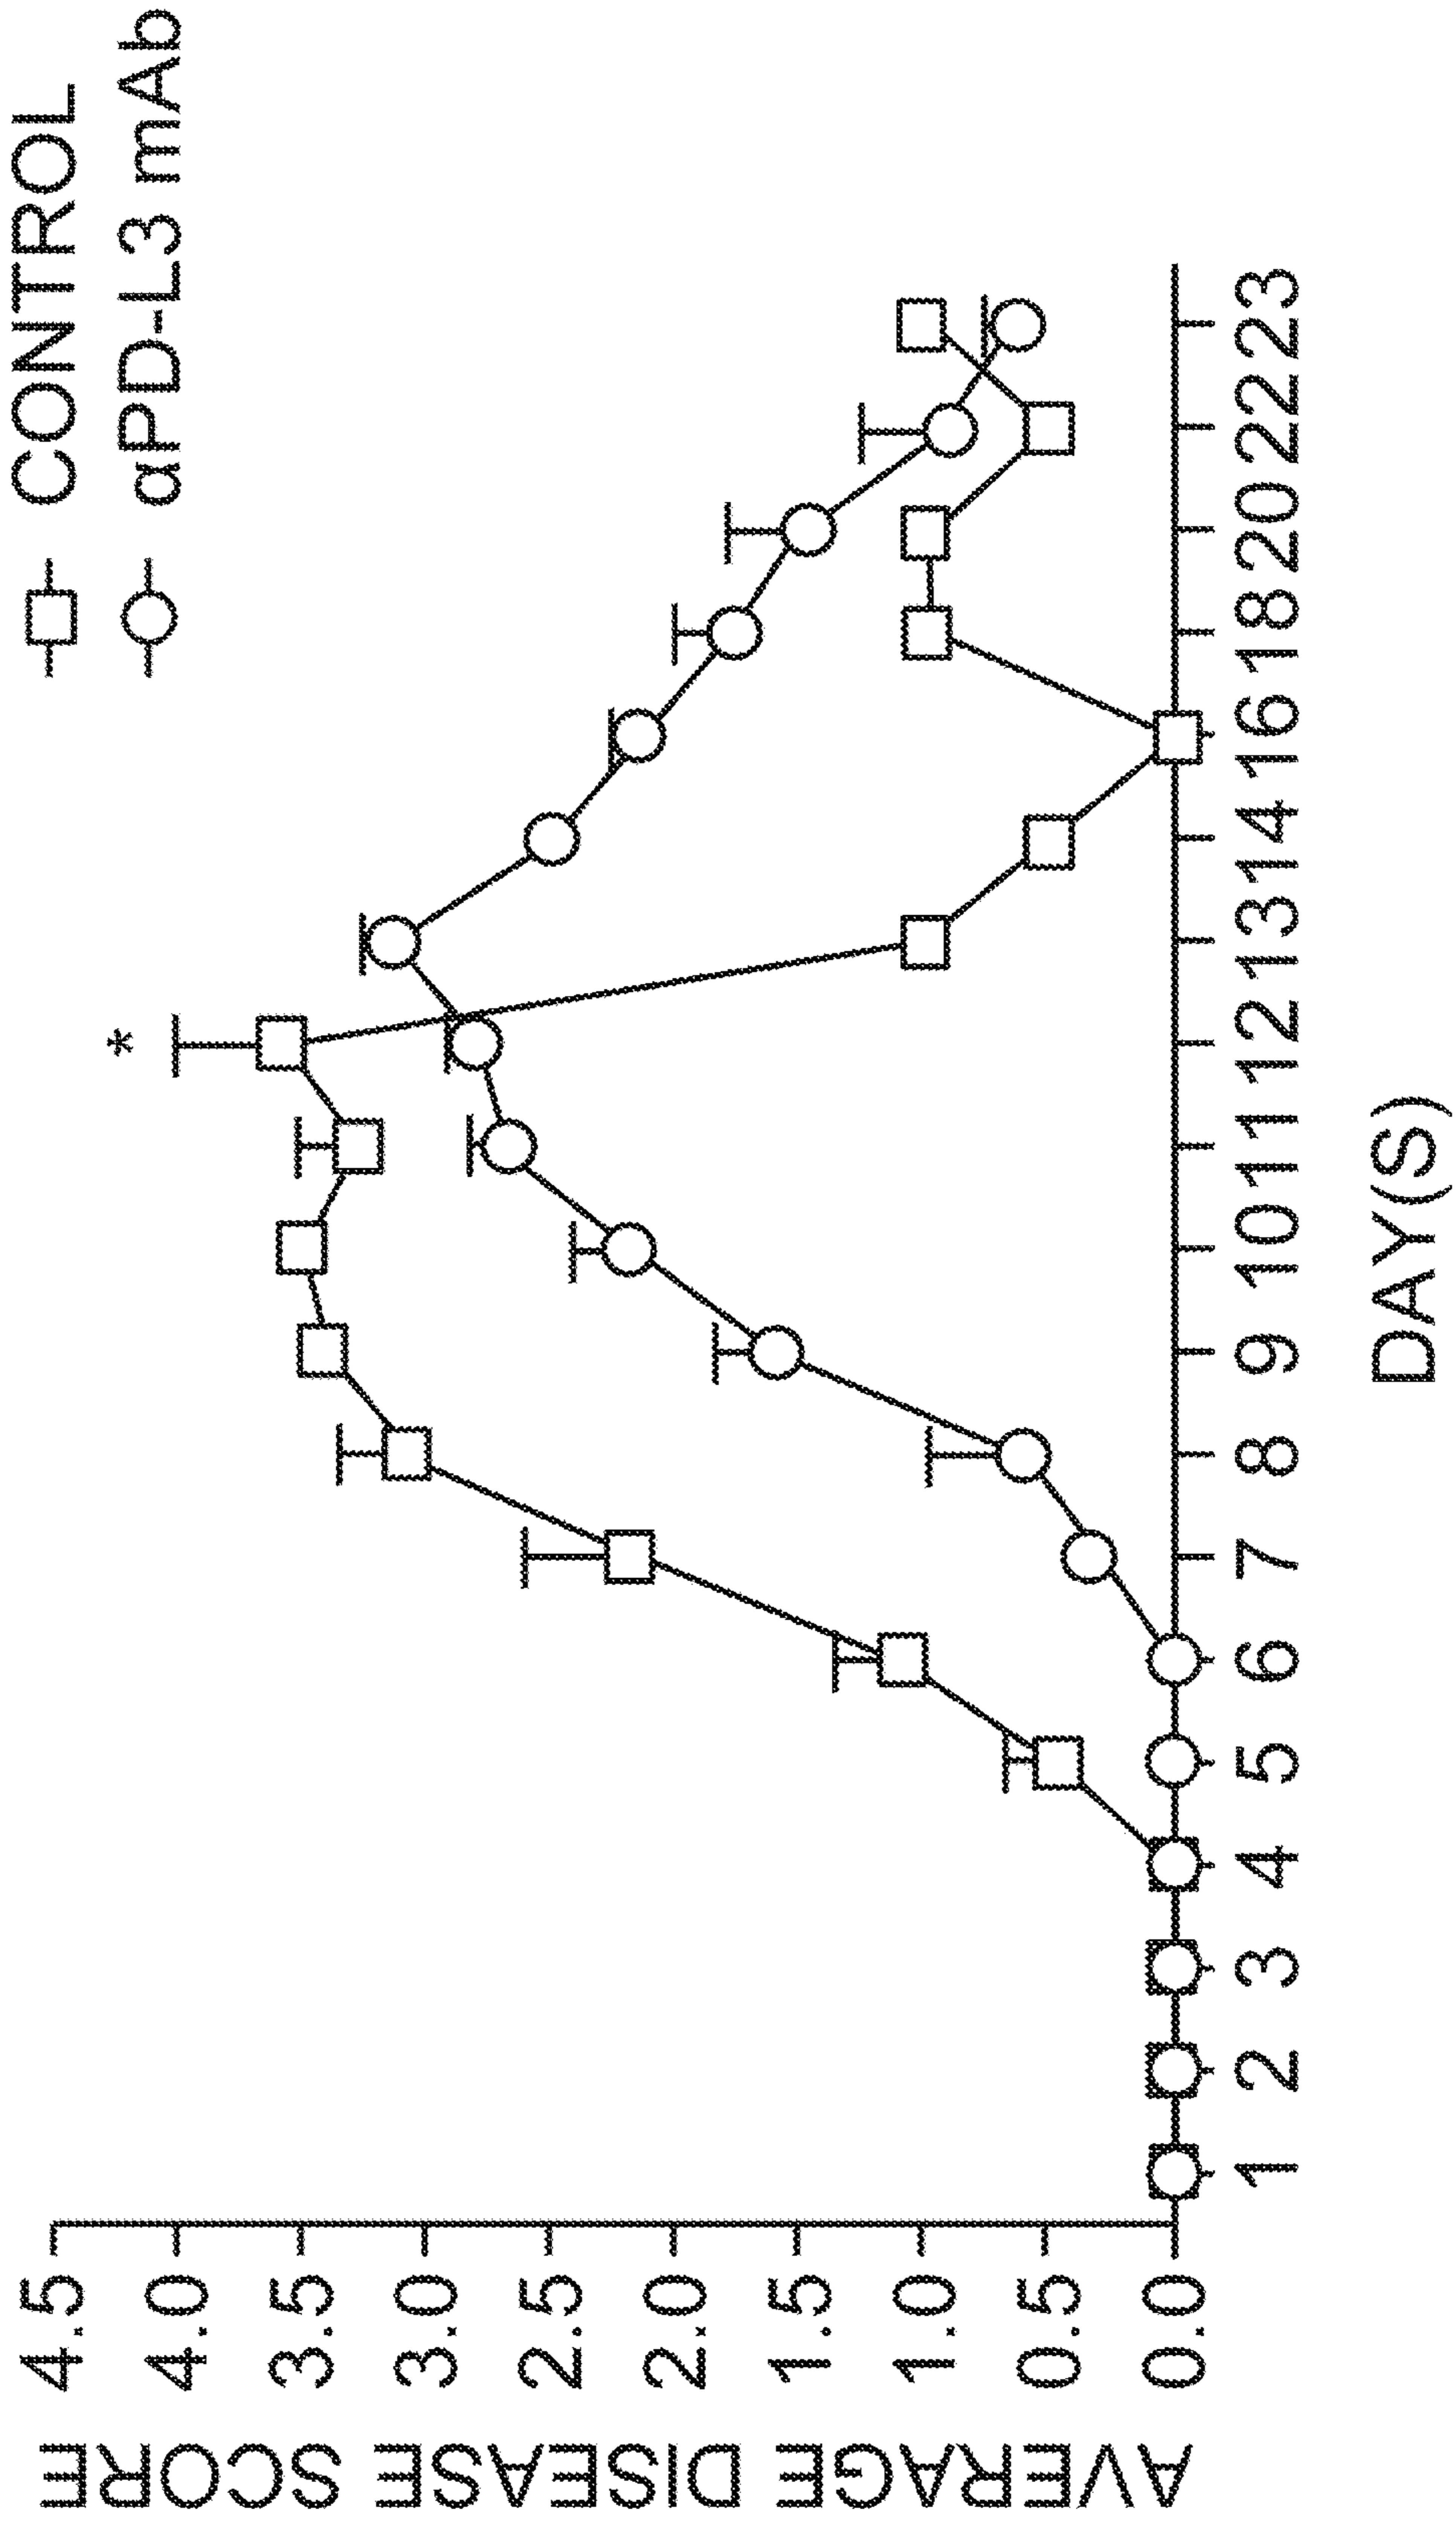 CONTROL
αPD-L3 mAb
*
AVERAGE DISEASE SCORE
4.5
4.0
3.5
3.0
2.5
2.0
1.5
1.0
0.5
0.0
1 2 3 4 5 6 7 8 9 10 11 12 13 14 16 18 20 22 23
DAY(S)